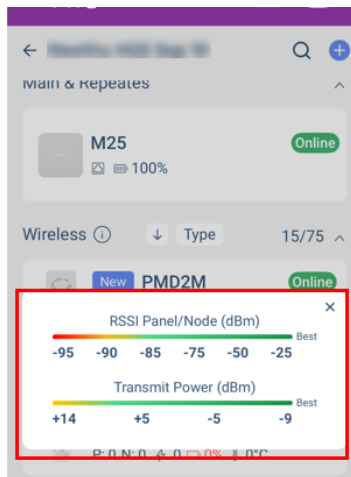 Main & Repeates
M25
Online
100%
Wireless
↓ Type
15/75
New PMD2M
Online
RSSI Panel/Node (dBm)
Best
-95 -90 -85 -75 -50 -25
Transmit Power (dBm)
Best
+14 +5 -5 -9
P: 0 N: 0 0 0% 0°C